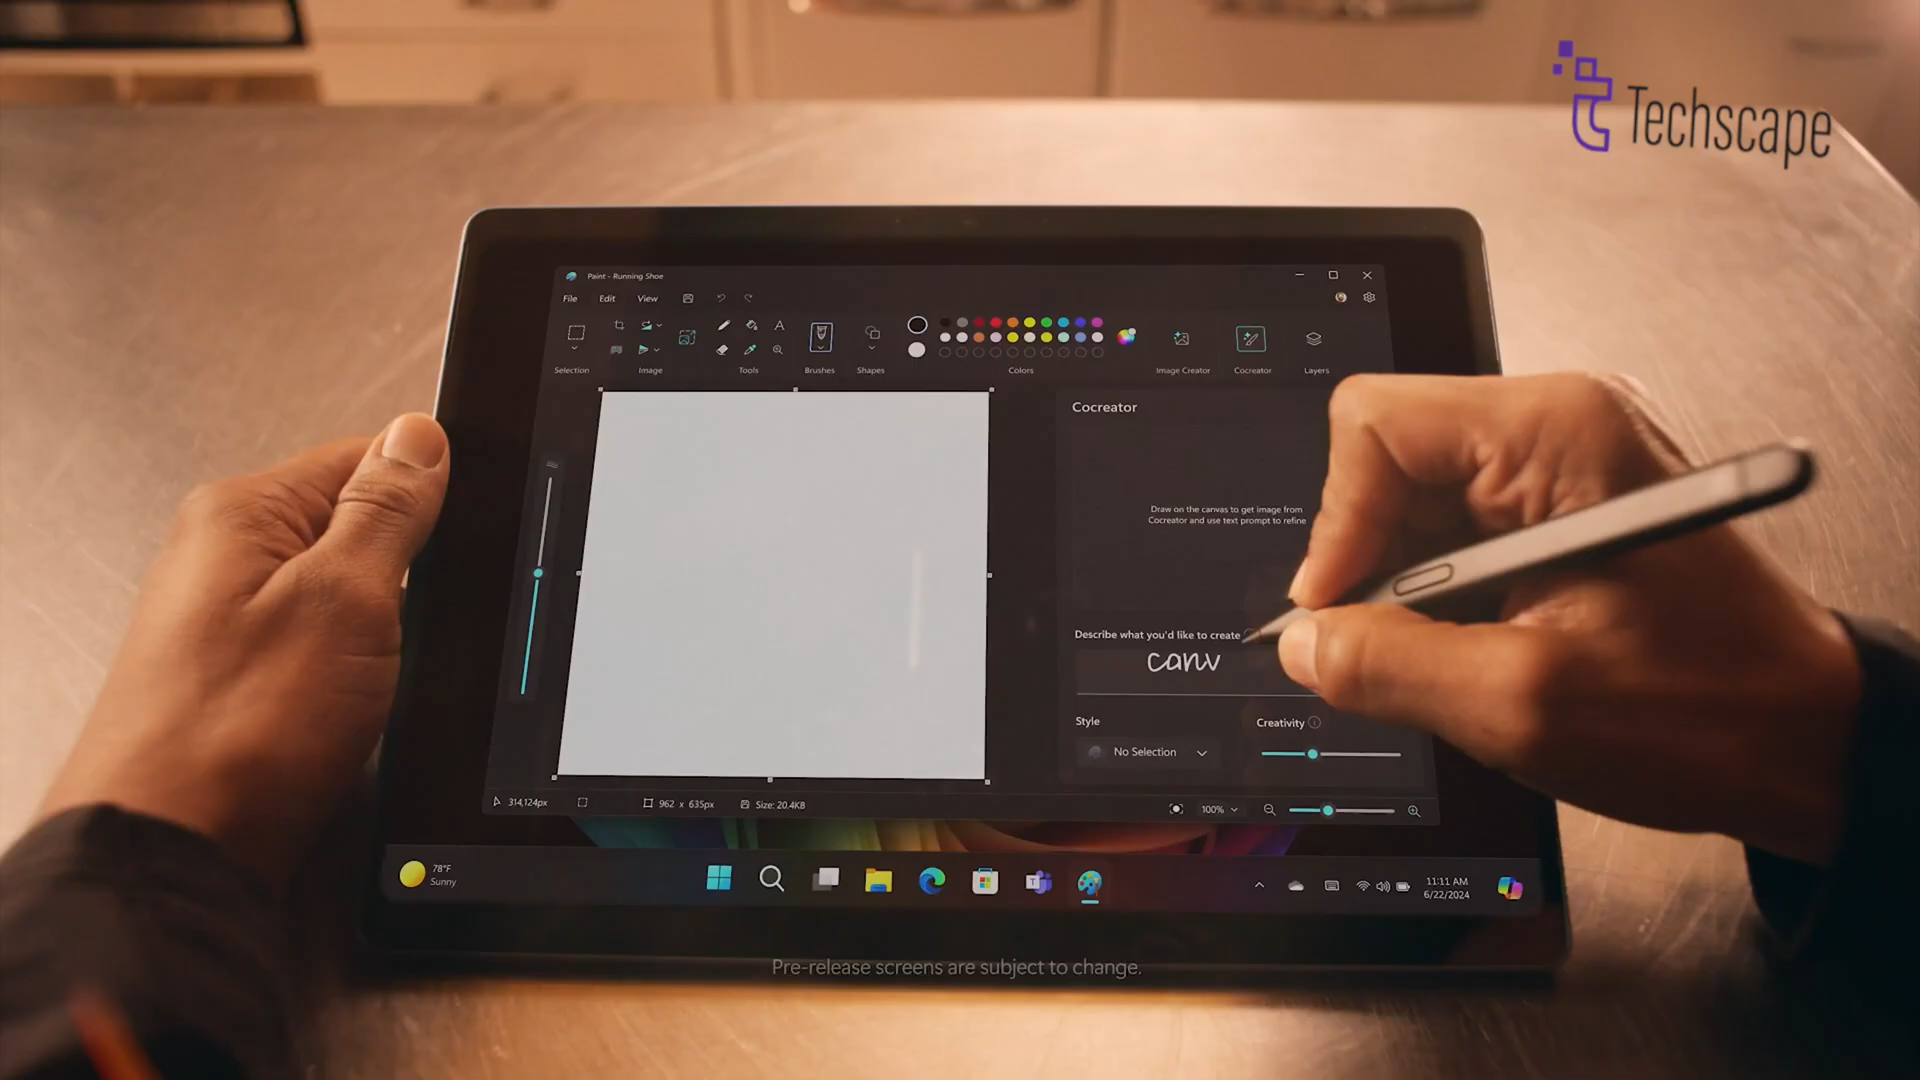 Techscape
Paint - Running Shoe
File Edit View
Selection Image Tools Brushes Shapes Colors Image Creator Cocreator Layers
Cocreator
Draw on the canvas to get image from
Cocreator and use text prompt to refine
Describe what you'd like to create
canv
Style Creativity
No Selection
314,124px 962 x 635px Size: 20.4KB 100%
78°F
Sunny
11:11 AM
6/22/2024
Pre-release screens are subject to change.